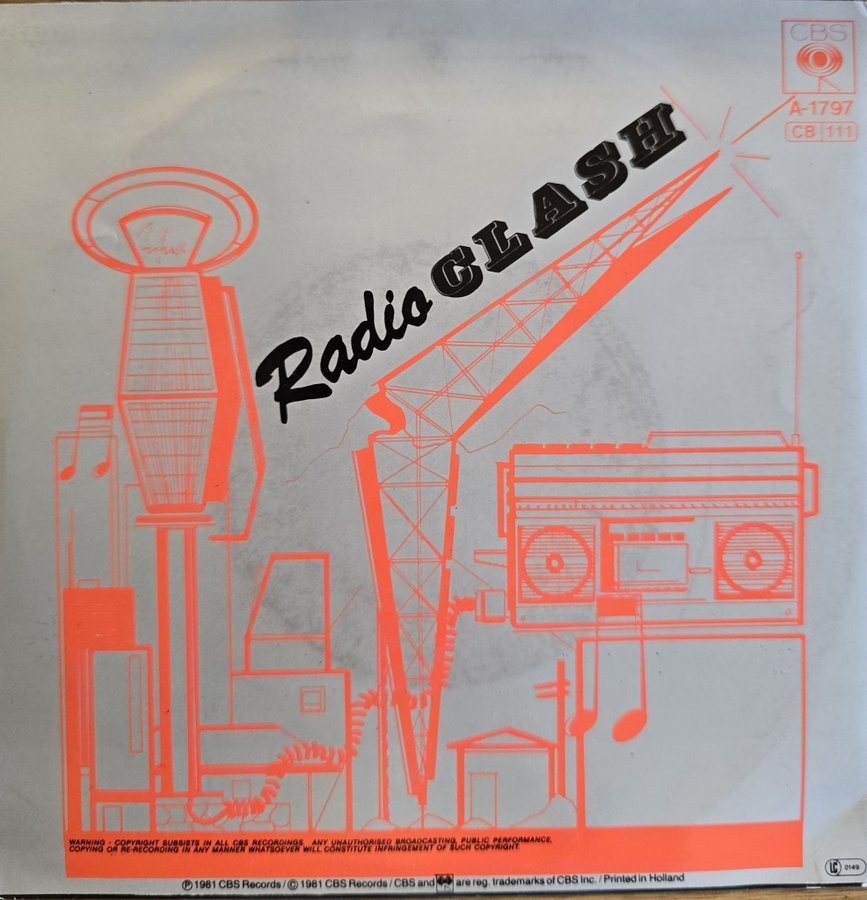 CBS
A-1797
CB 111
Radio CLASH
WARNING - COPYRIGHT SUBSISTS IN ALL CBS RECORDINGS. ANY UNAUTHORISED BROADCASTING, PUBLIC PERFORMANCE,
COPYING OR RE-RECORDING IN ANY MANNER WHATSOEVER WILL CONSTITUTE INFRINGEMENT OF SUCH COPYRIGHT.
LC 0149
Ⓟ 1981 CBS Records / © 1981 CBS Records / CBS and are reg. trademarks of CBS Inc. / Printed in Holland